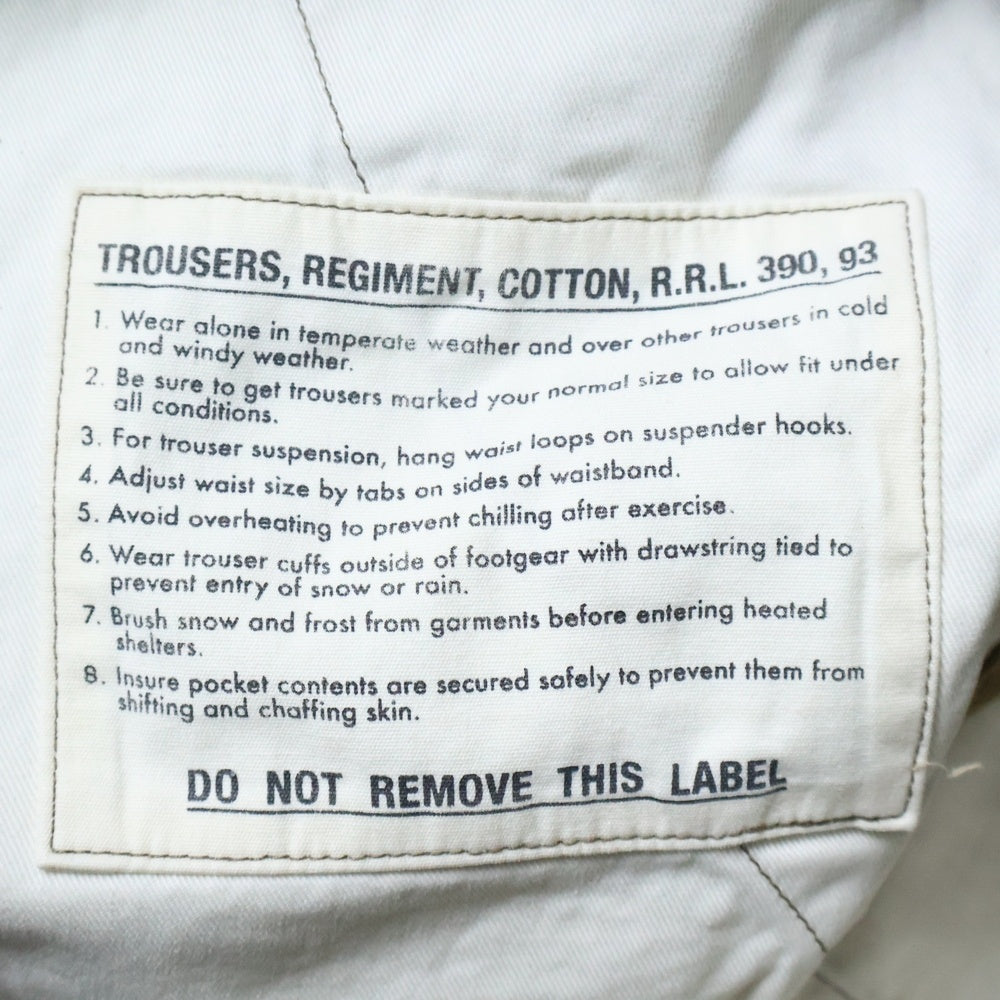 TROUSERS, REGIMENT, COTTON, R.R.L. 390, 93
1. Wear alone in temperate weather and over other trousers in cold
and windy weather.
2. Be sure to get trousers marked your normal size to allow fit under
all conditions.
3. For trouser suspension, hang waist loops on suspender hooks.
4. Adjust waist size by tabs on sides of waistband.
5. Avoid overheating to prevent chilling after exercise.
6. Wear trouser cuffs outside of footgear with drawstring tied to
prevent entry of snow or rain.
7. Brush snow and frost from garments before entering heated
shelters.
8. Insure pocket contents are secured safely to prevent them from
shifting and chaffing skin.
DO NOT REMOVE THIS LABEL